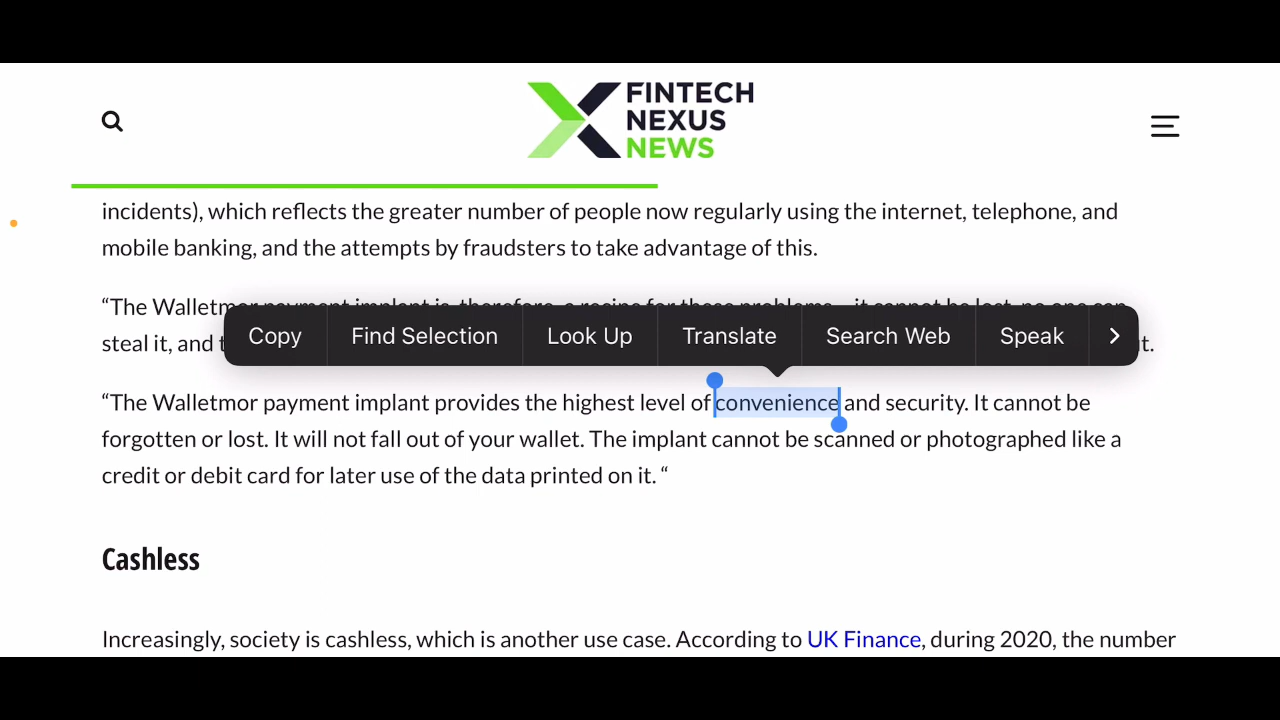 FINTECH
NEXUS
NEWS
incidents), which reflects the greater number of people now regularly using the internet, telephone, and
mobile banking, and the attempts by fraudsters to take advantage of this.
“The Walletmor payment implant is, therefore, a recipe for these problems – it cannot be lost, no one can
steal it, and t
Copy Find Selection Look Up Translate Search Web Speak
“The Walletmor payment implant provides the highest level of convenience and security. It cannot be
forgotten or lost. It will not fall out of your wallet. The implant cannot be scanned or photographed like a
credit or debit card for later use of the data printed on it. “
Cashless
Increasingly, society is cashless, which is another use case. According to UK Finance, during 2020, the number